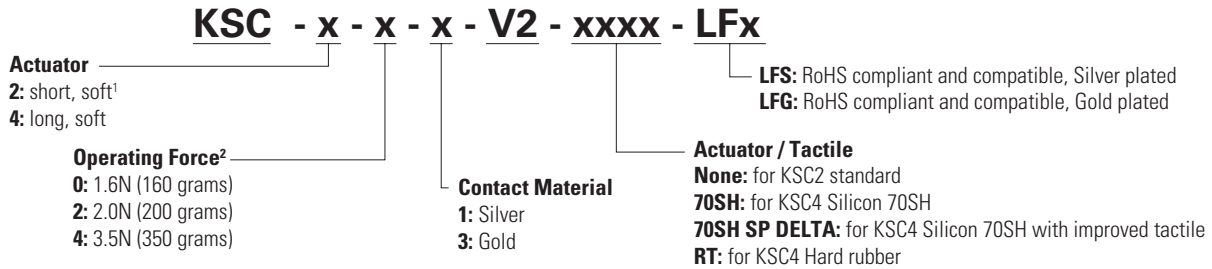 KSC - x - x - x - V2 - xxxx - LFx
Actuator
2: short, soft1
4: long, soft
LFS: RoHS compliant and compatible, Silver plated
LFG: RoHS compliant and compatible, Gold plated
Operating Force2
0: 1.6N (160 grams)
2: 2.0N (200 grams)
4: 3.5N (350 grams)
Contact Material
1: Silver
3: Gold
Actuator / Tactile
None: for KSC2 standard
70SH: for KSC4 Silicon 70SH
70SH SP DELTA: for KSC4 Silicon 70SH with improved tactile
RT: for KSC4 Hard rubber